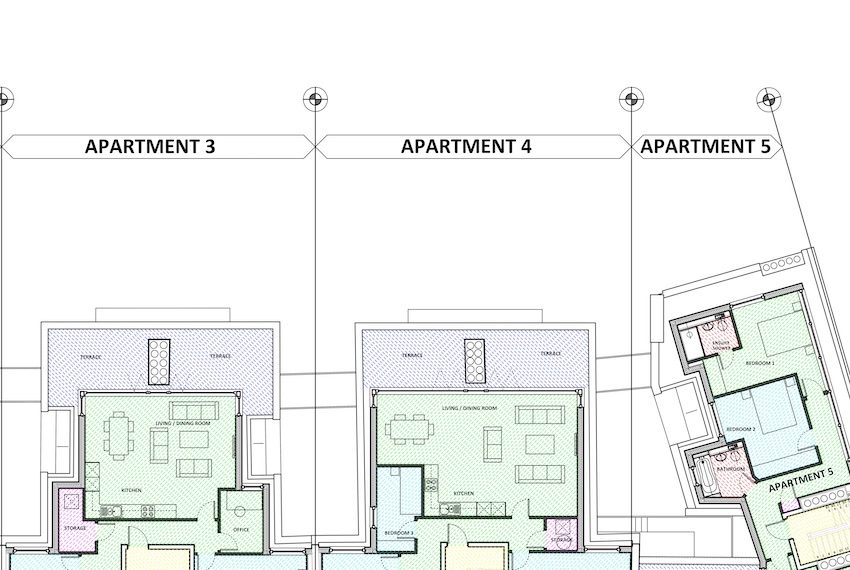 APARTMENT 3
APARTMENT 4
APARTMENT 5
TERRACE
TERRACE
TERRACE
TERRACE
ENSUITE
SHOWER
BEDROOM 1
LIVING / DINING ROOM
LIVING / DINING ROOM
BEDROOM 2
BATHROOM
APARTMENT 5
KITCHEN
KITCHEN
STORAGE
OFFICE
BEDROOM 3
STORAGE